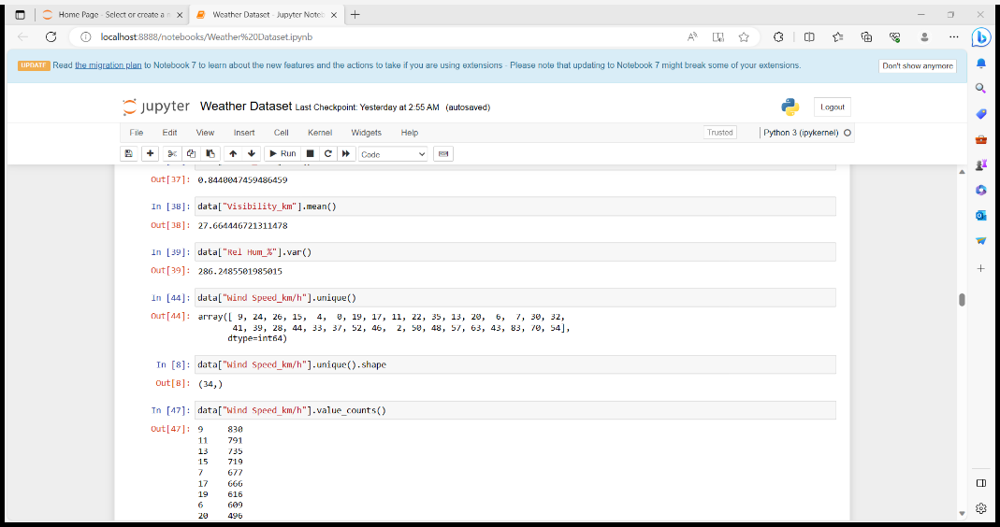 Home Page - Select or create a n
Weather Dataset - Jupyter Noteb
localhost:8888/notebooks/Weather%20Dataset.ipynb
UPDATE Read the migration plan to Notebook 7 to learn about the new features and the actions to take if you are using extensions - Please note that updating to Notebook 7 might break some of your extensions.
Don't show anymore
jupyter Weather Dataset Last Checkpoint: Yesterday at 2:55 AM (autosaved)
Logout
File Edit View Insert Cell Kernel Widgets Help
Trusted
Python 3 (ipykernel)
Run
Code
Out[37]: 0.8440047459486459
In [38]: data["Visibility_km"].mean()
Out[38]: 27.664446721311478
In [39]: data["Rel Hum_%"].var()
Out[39]: 286.2485501985015
In [44]: data["Wind Speed_km/h"].unique()
Out[44]: array([ 9, 24, 26, 15,  4,  0, 19, 17, 11, 22, 35, 13, 20,  6,  7, 30, 32,
41, 39, 28, 44, 33, 37, 52, 46,  2, 50, 48, 57, 63, 43, 83, 70, 54],
dtype=int64)
In [8]: data["Wind Speed_km/h"].unique().shape
Out[8]: (34,)
In [47]: data["Wind Speed_km/h"].value_counts()
Out[47]: 9 830
11 791
13 735
15 719
7 677
17 666
19 616
6 609
20 496